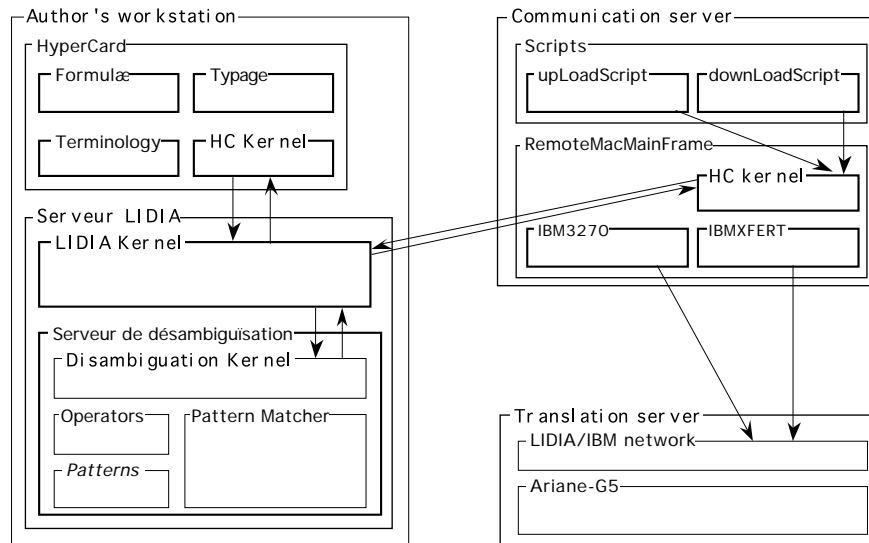 Author's workstation
HyperCard
Formulæ
Typage
Terminology
HC Kernel
Serveur LIDIA
LIDIA Kernel
Serveur de désambiguïsation
Disambiguation Kernel
Operators
Pattern Matcher
Patterns
Communication server
Scripts
upLoadScript
downLoadScript
RemoteMacMainFrame
HC kernel
IBM3270
IBMXFERT
Translation server
LIDIA/IBM network
Ariane-G5